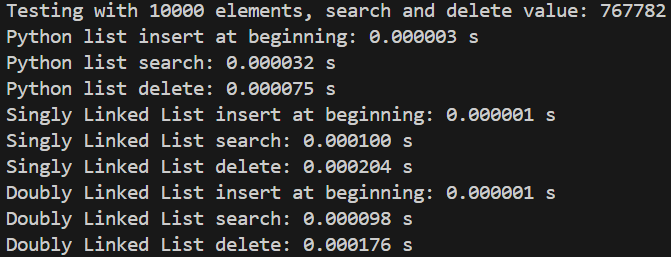 Testing with 10000 elements, search and delete value: 767782
Python list insert at beginning: 0.000003 s
Python list search: 0.000032 s
Python list delete: 0.000075 s
Singly Linked List insert at beginning: 0.000001 s
Singly Linked List search: 0.000100 s
Singly Linked List delete: 0.000204 s
Doubly Linked List insert at beginning: 0.000001 s
Doubly Linked List search: 0.000098 s
Doubly Linked List delete: 0.000176 s